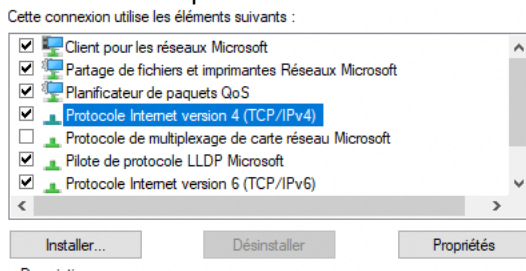 Cette connexion utilise les éléments suivants :
Client pour les réseaux Microsoft
Partage de fichiers et imprimantes Réseaux Microsoft
Planificateur de paquets QoS
Protocole Internet version 4 (TCP/IPv4)
Protocole de multiplexage de carte réseau Microsoft
Pilote de protocole LLDP Microsoft
Protocole Internet version 6 (TCP/IPv6)
Installer... Désinstaller Propriétés